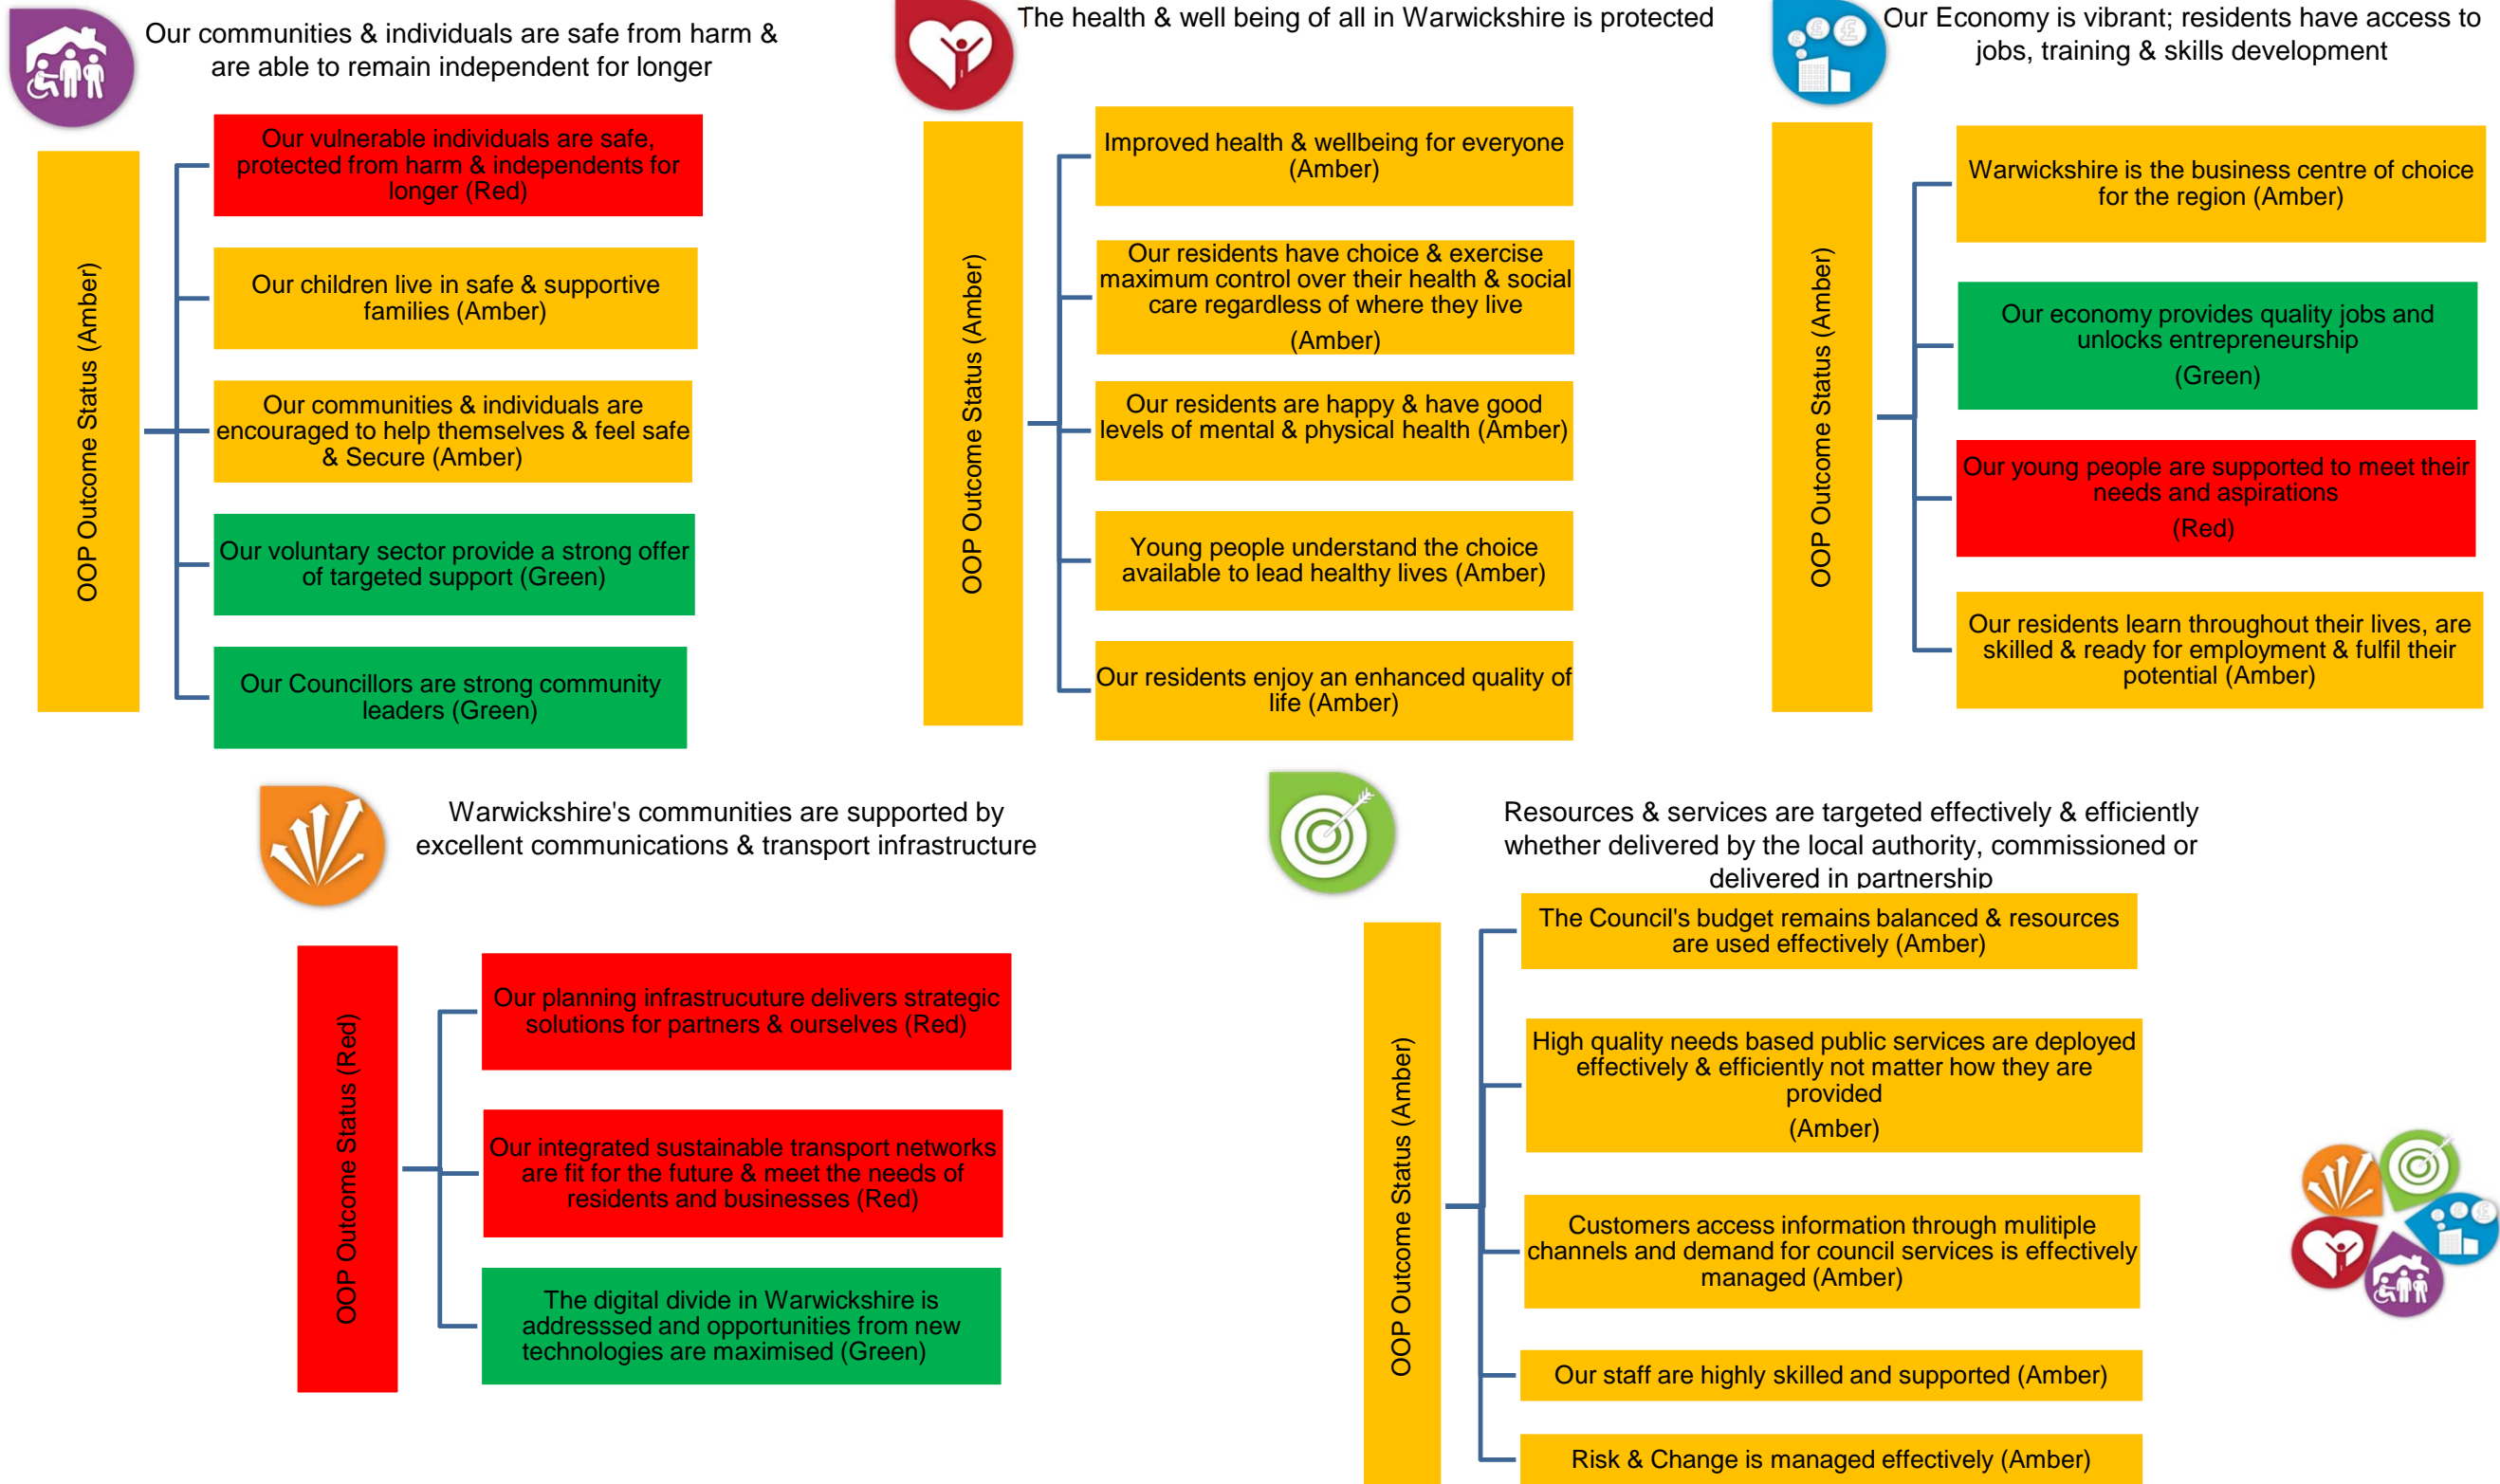 Our communities & individuals are safe from harm &
are able to remain independent for longer
OOP Outcome Status (Amber)
Our vulnerable individuals are safe,
protected from harm & independents for
longer (Red)
Our children live in safe & supportive
families (Amber)
Our communities & individuals are
encouraged to help themselves & feel safe
& Secure (Amber)
Our voluntary sector provide a strong offer
of targeted support (Green)
Our Councillors are strong community
leaders (Green)
The health & well being of all in Warwickshire is protected
OOP Outcome Status (Amber)
Improved health & wellbeing for everyone
(Amber)
Our residents have choice & exercise
maximum control over their health & social
care regardless of where they live
(Amber)
Our residents are happy & have good
levels of mental & physical health (Amber)
Young people understand the choice
available to lead healthy lives (Amber)
Our residents enjoy an enhanced quality of
life (Amber)
£ £ £
Our Economy is vibrant; residents have access to
jobs, training & skills development
OOP Outcome Status (Amber)
Warwickshire is the business centre of choice
for the region (Amber)
Our economy provides quality jobs and
unlocks entrepreneurship
(Green)
Our young people are supported to meet their
needs and aspirations
(Red)
Our residents learn throughout their lives, are
skilled & ready for employment & fulfil their
potential (Amber)
Warwickshire's communities are supported by
excellent communications & transport infrastructure
OOP Outcome Status (Red)
Our planning infrastrucuture delivers strategic
solutions for partners & ourselves (Red)
Our integrated sustainable transport networks
are fit for the future & meet the needs of
residents and businesses (Red)
The digital divide in Warwickshire is
addresssed and opportunities from new
technologies are maximised (Green)
Resources & services are targeted effectively & efficiently
whether delivered by the local authority, commissioned or
delivered in partnership
OOP Outcome Status (Amber)
The Council's budget remains balanced & resources
are used effectively (Amber)
High quality needs based public services are deployed
effectively & efficiently not matter how they are
provided
(Amber)
Customers access information through mulitiple
channels and demand for council services is effectively
managed (Amber)
Our staff are highly skilled and supported (Amber)
Risk & Change is managed effectively (Amber)
£